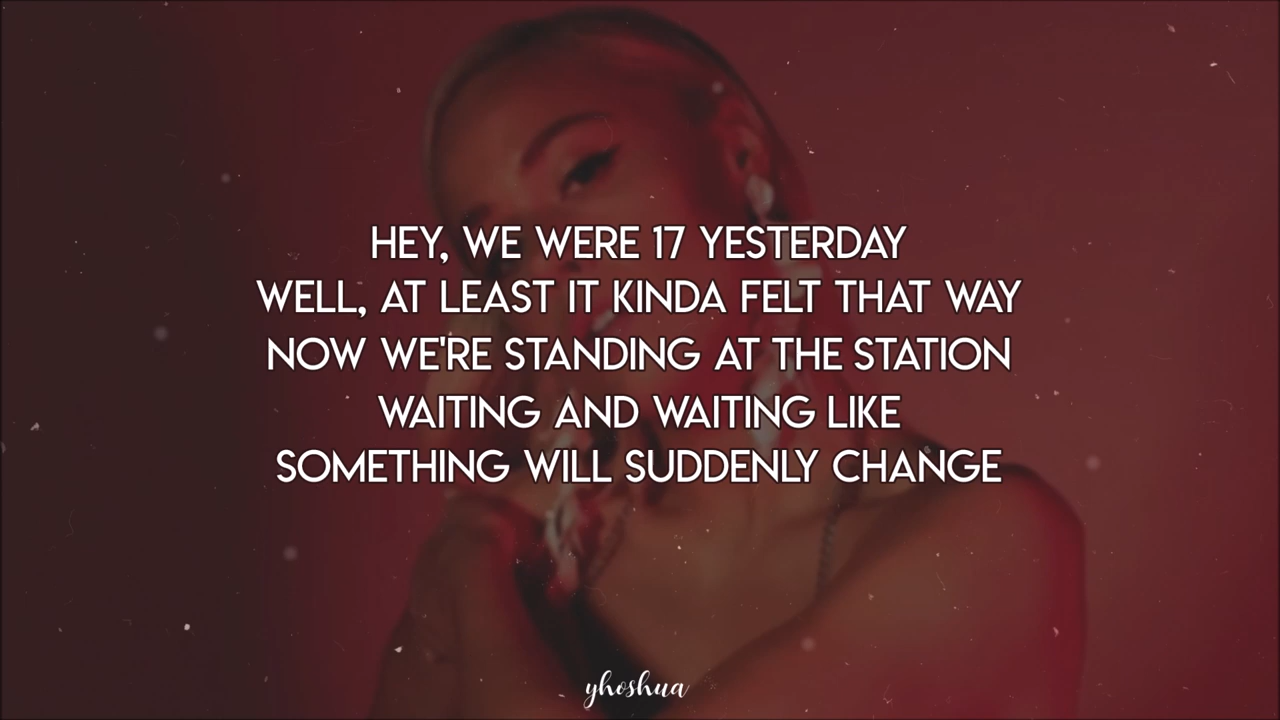 HEY, WE WERE 17 YESTERDAY
WELL, AT LEAST IT KINDA FELT THAT WAY
NOW WE'RE STANDING AT THE STATION
WAITING AND WAITING LIKE
SOMETHING WILL SUDDENLY CHANGE
yhoshua